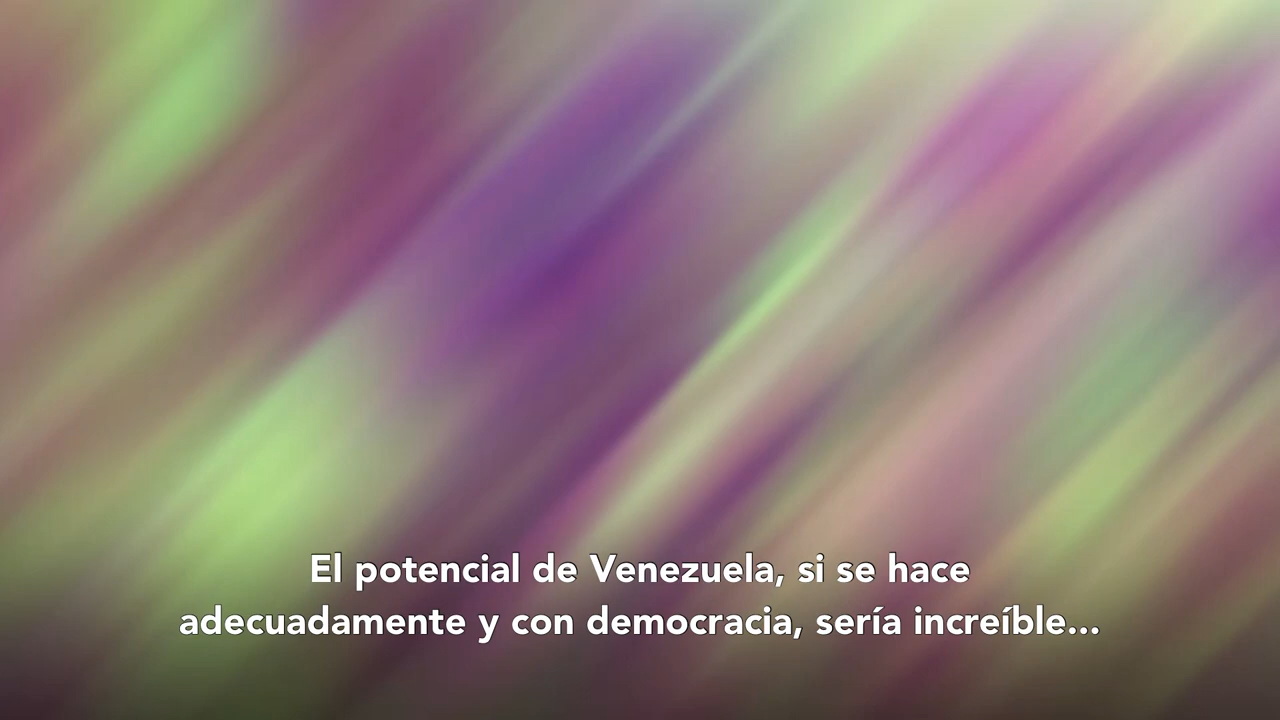 El potencial de Venezuela, si se hace
adecuadamente y con democracia, sería increíble...